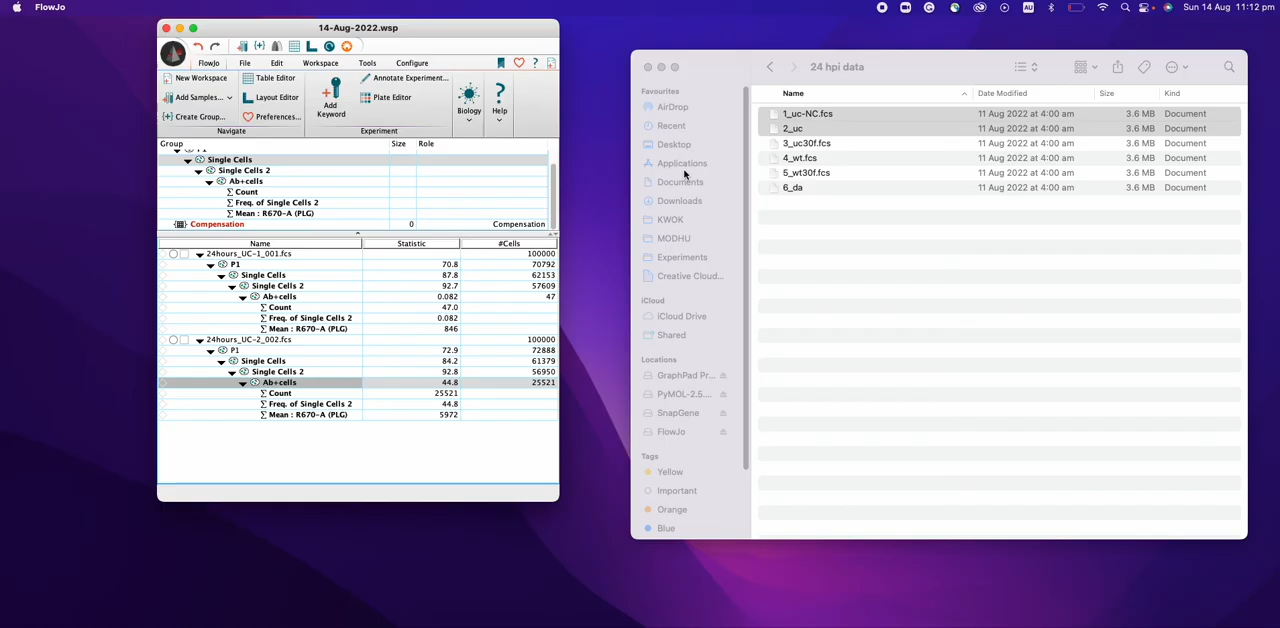 FlowJo
AU
Sun 14 Aug 11:12 pm
14-Aug-2022.wsp
FlowJo File Edit Workspace Tools Configure
New Workspace
Add Samples...
Create Group...
Navigate
Table Editor
Layout Editor
Preferences...
Add
Keyword
Annotate Experiment...
Plate Editor
Experiment
Biology
Help
Group Size Role
Single Cells
Single Cells 2
Ab+cells
Σ Count
Σ Freq. of Single Cells 2
Σ Mean : R670-A (PLG)
Compensation 0 Compensation
Name Statistic #Cells
24hours_UC-1_001.fcs 100000
P1 70.8 70792
Single Cells 87.8 62153
Single Cells 2 92.7 57609
Ab+cells 0.082 47
Σ Count 47.0
Σ Freq. of Single Cells 2 0.082
Σ Mean : R670-A (PLG) 846
24hours_UC-2_002.fcs 100000
P1 72.9 72888
Single Cells 84.2 61379
Single Cells 2 92.8 56950
Ab+cells 44.8 25521
Σ Count 25521
Σ Freq. of Single Cells 2 44.8
Σ Mean : R670-A (PLG) 5972
24 hpi data
Favourites
AirDrop
Recent
Desktop
Applications
Documents
Downloads
KWOK
MODHU
Experiments
Creative Cloud...
iCloud
iCloud Drive
Shared
Locations
GraphPad Pr...
PyMOL-2.5....
SnapGene
FlowJo
Tags
Yellow
Important
Orange
Blue
Name Date Modified Size Kind
1_uc-NC.fcs 11 Aug 2022 at 4:00 am 3.6 MB Document
2_uc 11 Aug 2022 at 4:00 am 3.6 MB Document
3_uc30f.fcs 11 Aug 2022 at 4:00 am 3.6 MB Document
4_wt.fcs 11 Aug 2022 at 4:00 am 3.6 MB Document
5_wt30f.fcs 11 Aug 2022 at 4:00 am 3.6 MB Document
6_da 11 Aug 2022 at 4:00 am 3.6 MB Document